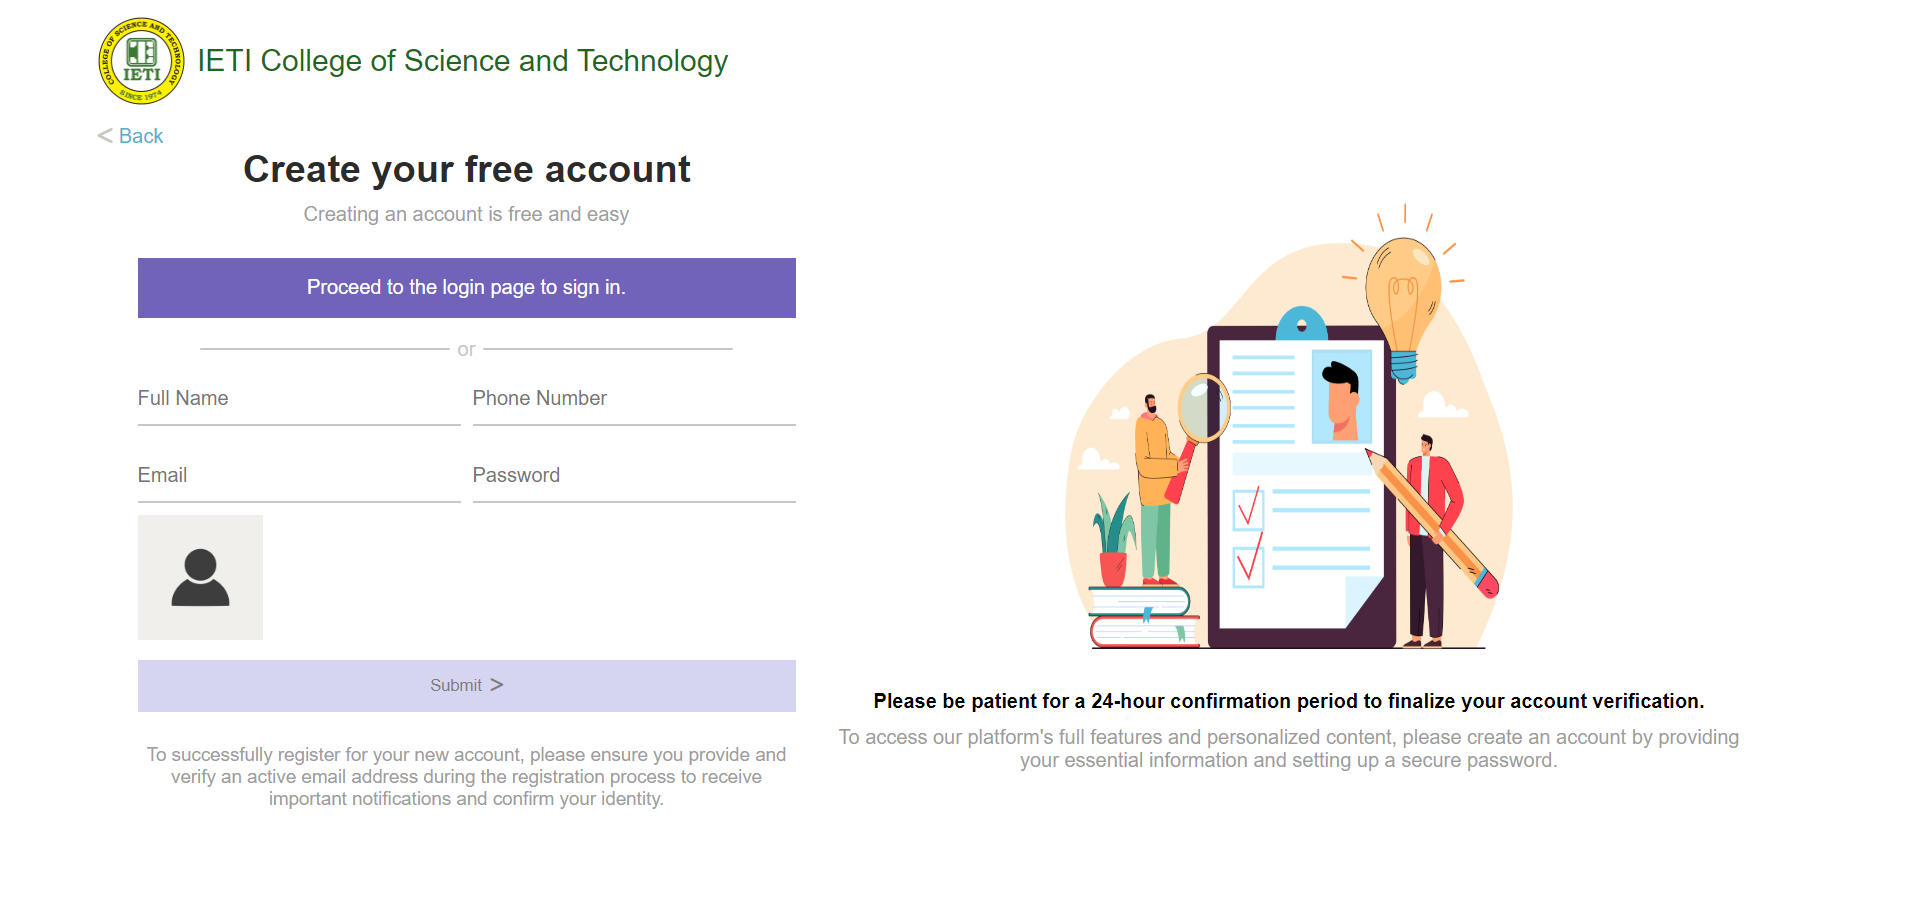 COLLEGE OF SCIENCE AND TECHNOLOGY
IETI
SINCE 1974
IETI College of Science and Technology
< Back
Create your free account
Creating an account is free and easy
Proceed to the login page to sign in.
or
Full Name
Phone Number
Email
Password
Submit >
To successfully register for your new account, please ensure you provide and
verify an active email address during the registration process to receive
important notifications and confirm your identity.
Please be patient for a 24-hour confirmation period to finalize your account verification.
To access our platform's full features and personalized content, please create an account by providing
your essential information and setting up a secure password.